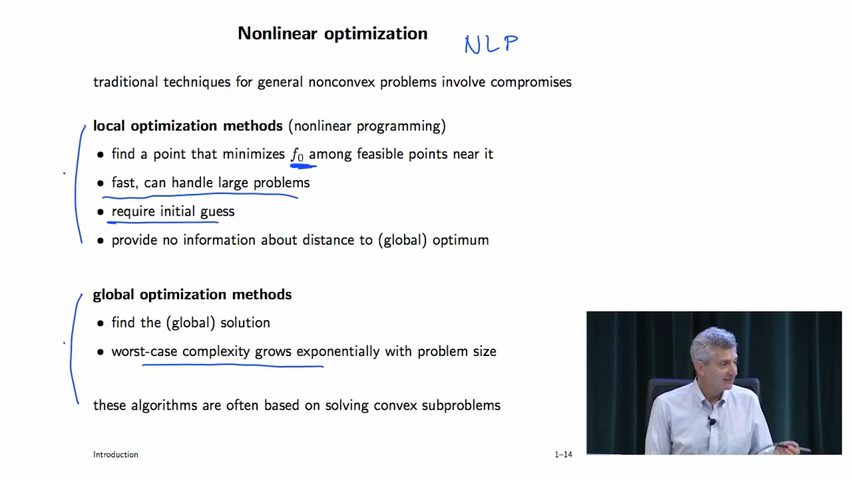 Nonlinear optimization NLP
traditional techniques for general nonconvex problems involve compromises
local optimization methods (nonlinear programming)
• find a point that minimizes f₀ among feasible points near it
• fast, can handle large problems
• require initial guess
• provide no information about distance to (global) optimum
global optimization methods
• find the (global) solution
• worst-case complexity grows exponentially with problem size
these algorithms are often based on solving convex subproblems
Introduction 1–14